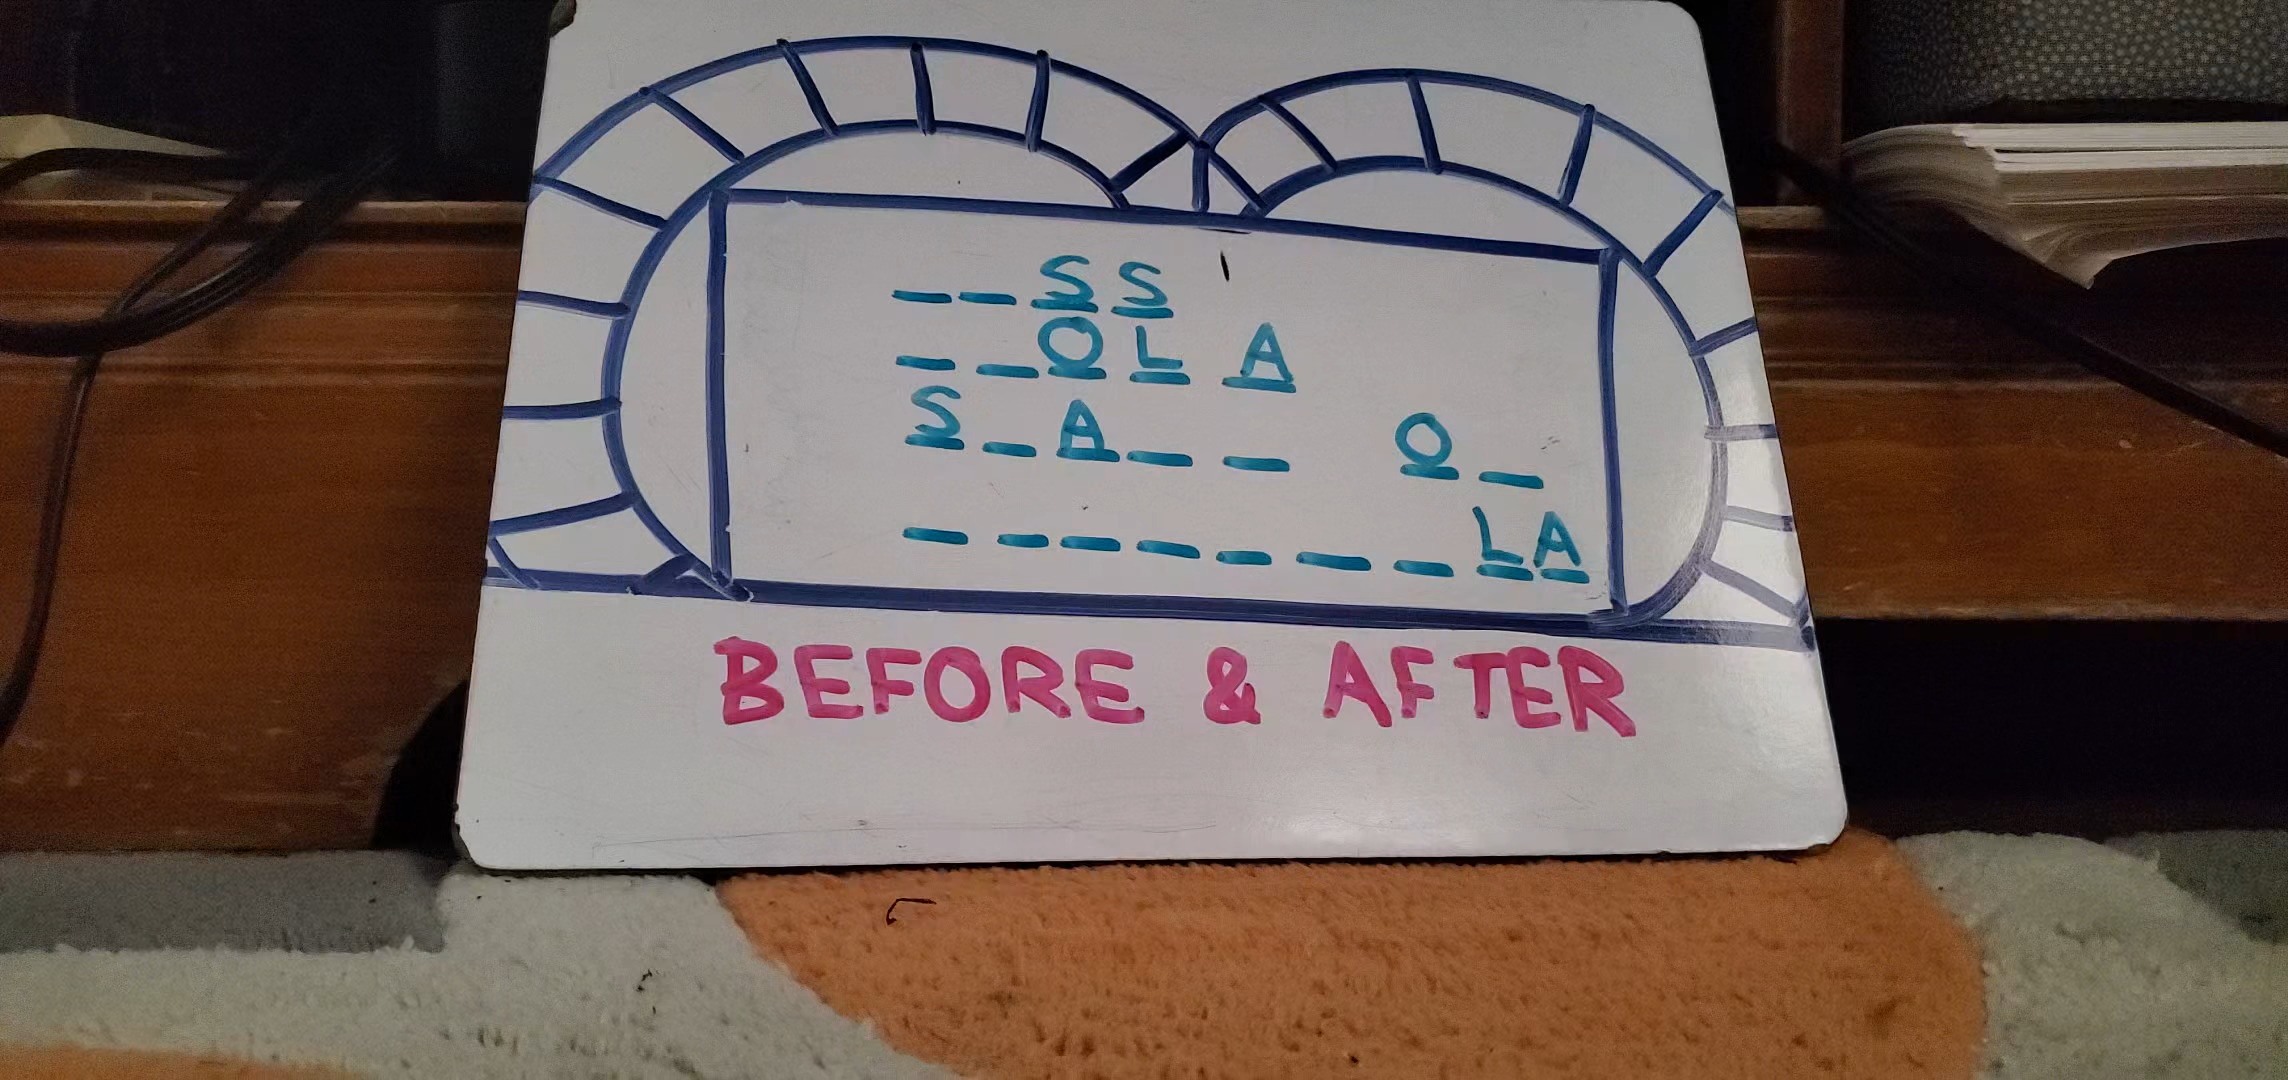 _ _ S S
_ _ O L A
S _ A _ _ O _
_ _ _ _ _ _ _ L A
BEFORE & AFTER